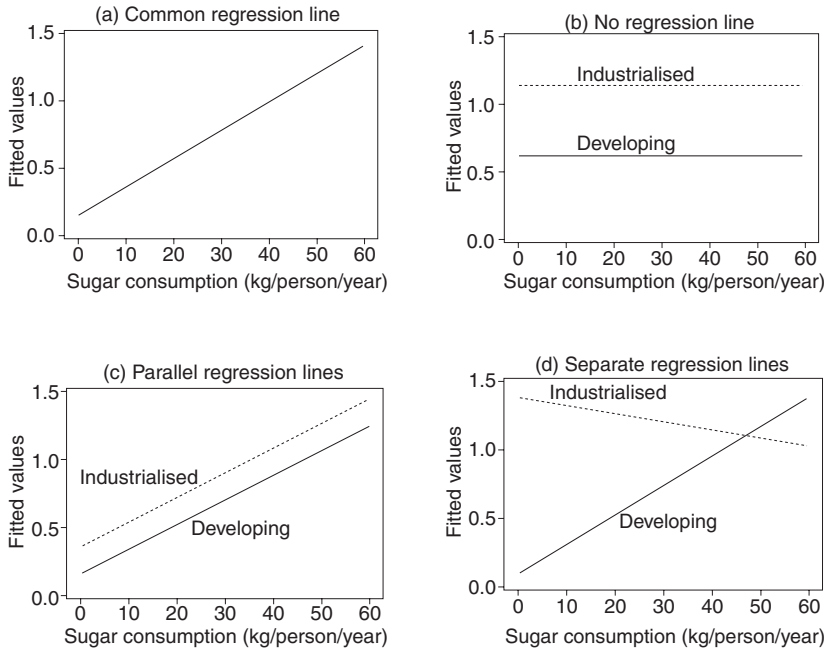 (a) Common regression line
1.5
1.0
0.5
0.0
Fitted values
0 10 20 30 40 50 60
Sugar consumption (kg/person/year)
(b) No regression line
1.5
1.0
0.5
0.0
Fitted values
Industrialised
Developing
0 10 20 30 40 50 60
Sugar consumption (kg/person/year)
(c) Parallel regression lines
1.5
1.0
0.5
0.0
Fitted values
Industrialised
Developing
0 10 20 30 40 50 60
Sugar consumption (kg/person/year)
(d) Separate regression lines
1.5
1.0
0.5
0.0
Fitted values
Industrialised
Developing
0 10 20 30 40 50 60
Sugar consumption (kg/person/year)